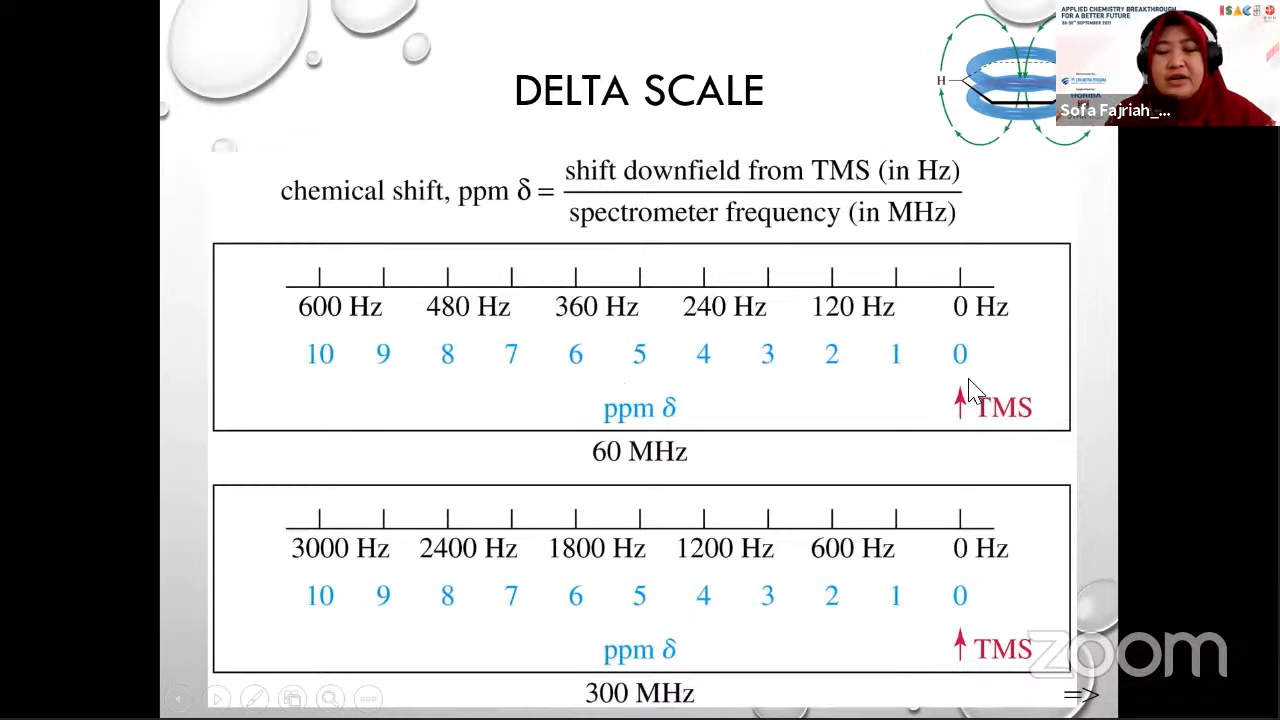 DELTA SCALE
H
APPLIED CHEMISTRY BREAKTHROUGH
FOR A BETTER FUTURE
ISAC
HORIBA
Sofa Fajriah_...
chemical shift, ppm δ = shift downfield from TMS (in Hz)
spectrometer frequency (in MHz)
600 Hz 480 Hz 360 Hz 240 Hz 120 Hz 0 Hz
10 9 8 7 6 5 4 3 2 1 0
ppm δ
TMS
60 MHz
3000 Hz 2400 Hz 1800 Hz 1200 Hz 600 Hz 0 Hz
10 9 8 7 6 5 4 3 2 1 0
ppm δ
TMS
zoom
300 MHz
=>